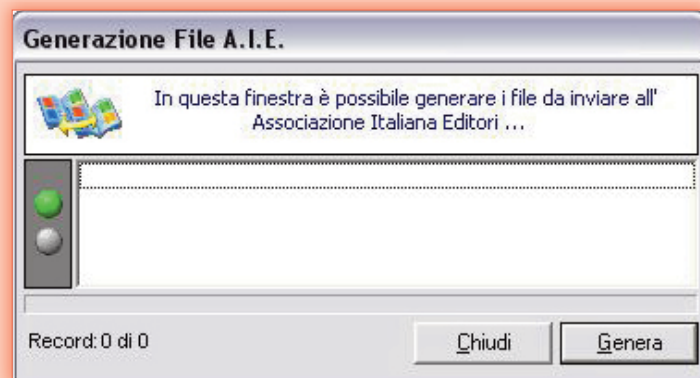 Generazione File A.I.E.
In questa finestra è possibile generare i file da inviare all'
Associazione Italiana Editori ...
Record: 0 di 0
Chiudi
Genera